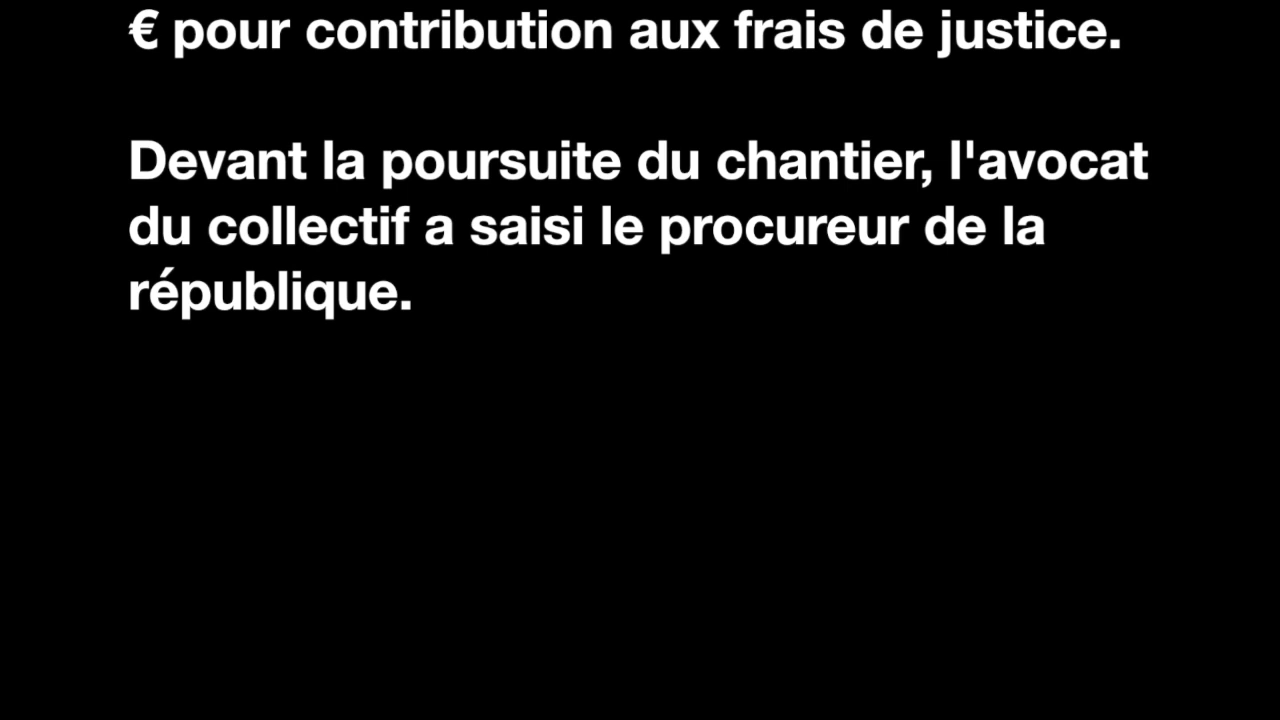 € pour contribution aux frais de justice.
Devant la poursuite du chantier, l'avocat
du collectif a saisi le procureur de la
république.